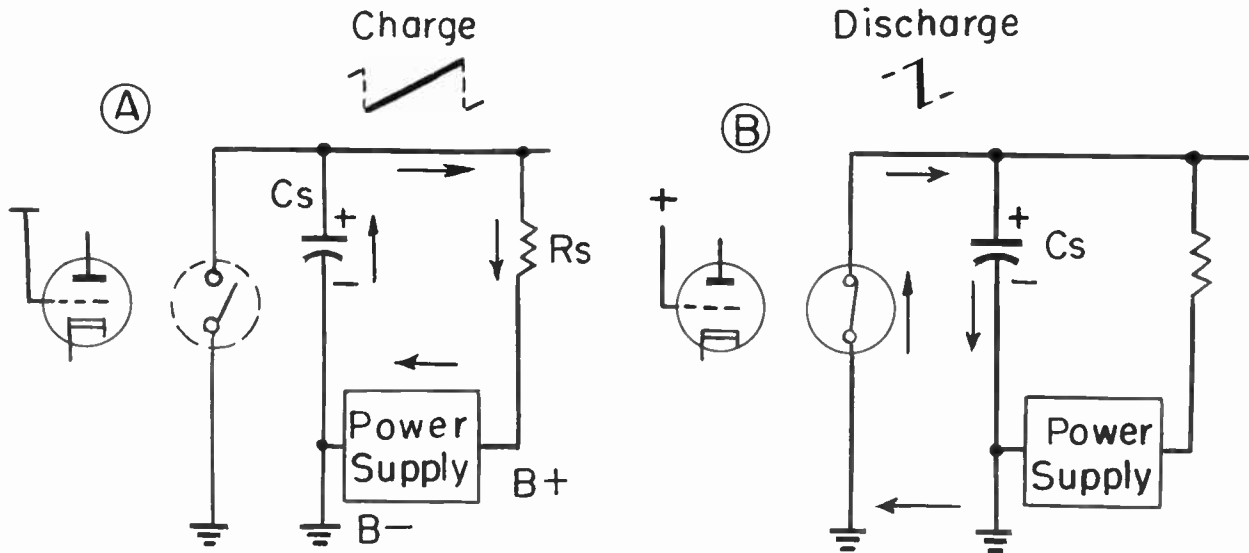 Charge
Discharge
A
B
Cs
+
−
Rs
Power
Supply
B+
B−
+
+
Cs
−
Power
Supply